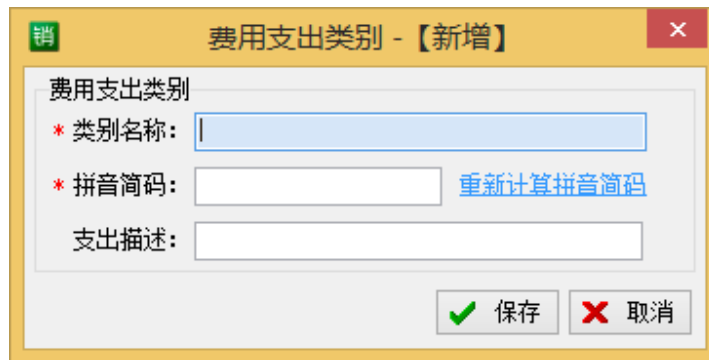 销 费用支出类别 -【新增】
费用支出类别
* 类别名称：
* 拼音简码： 重新计算拼音简码
支出描述：
保存 取消